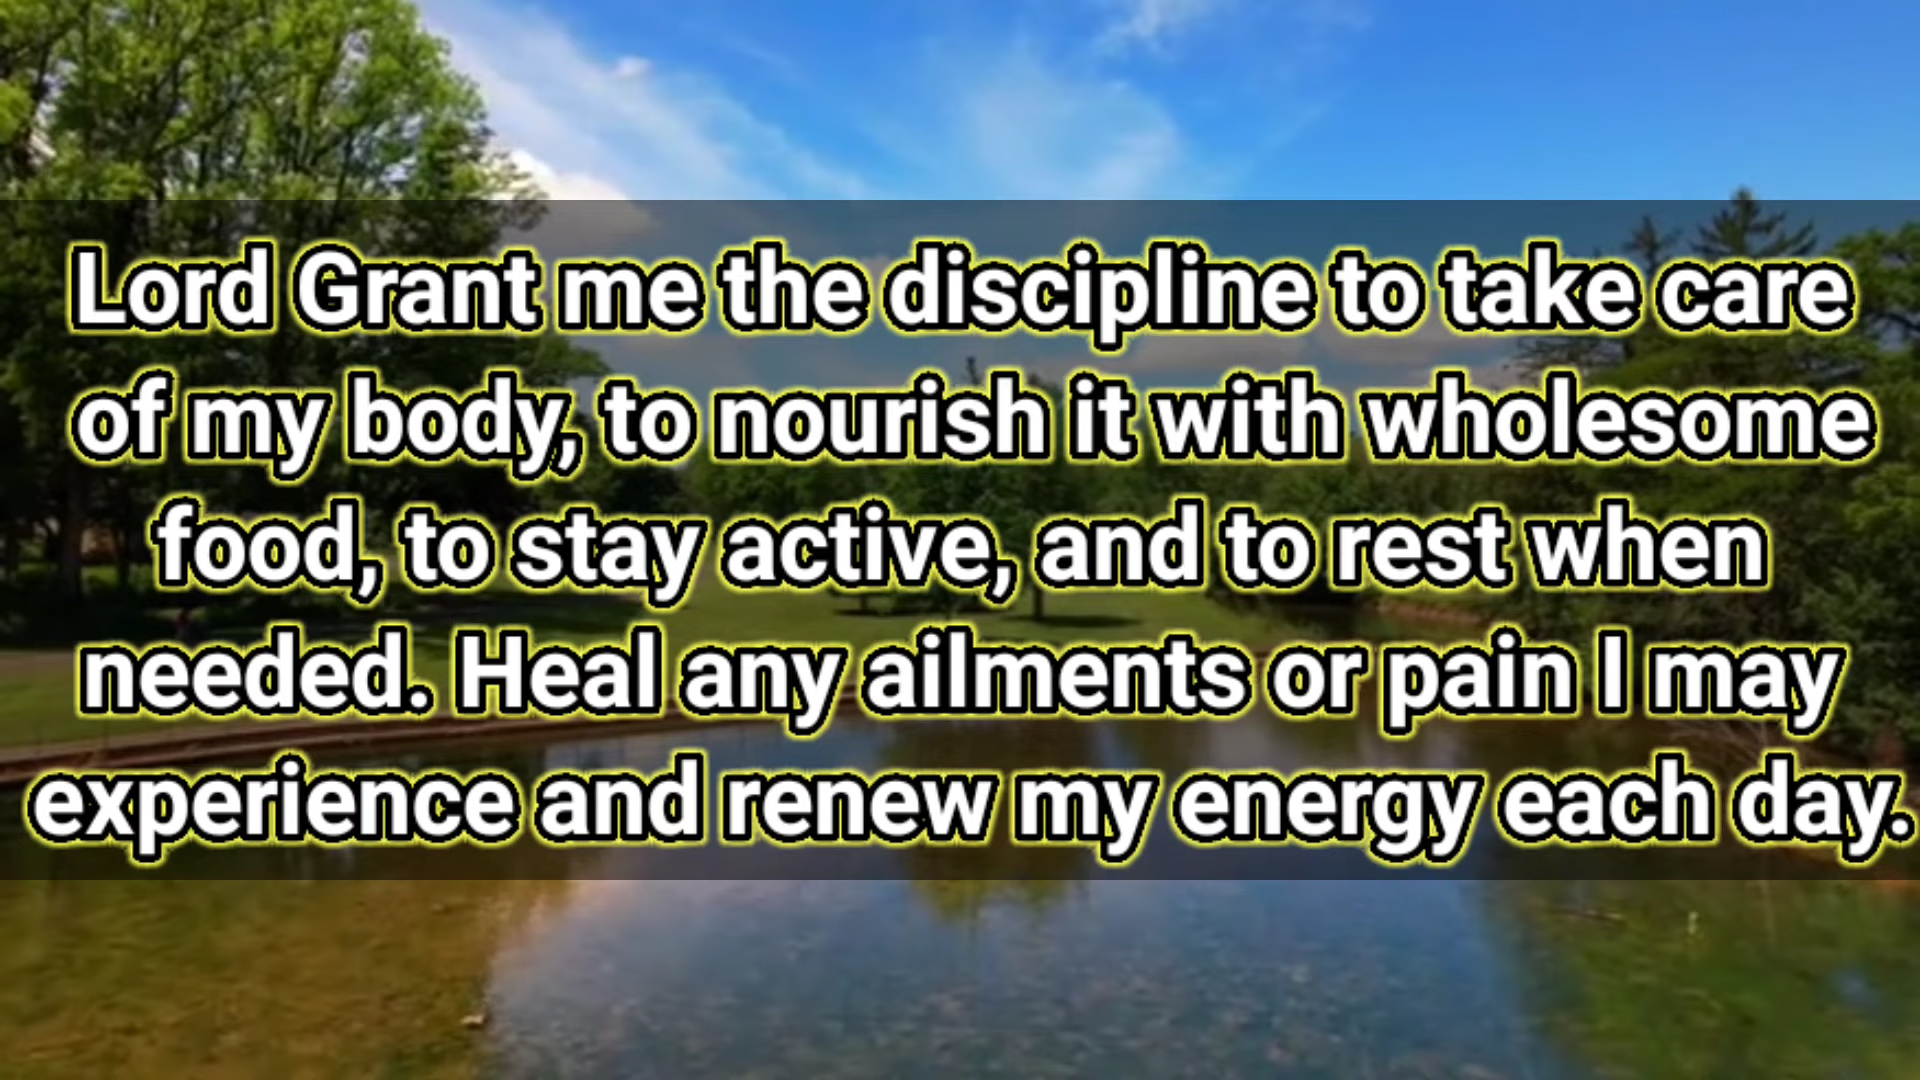 Lord Grant me the discipline to take care
of my body, to nourish it with wholesome
food, to stay active, and to rest when
needed. Heal any ailments or pain I may
experience and renew my energy each day.